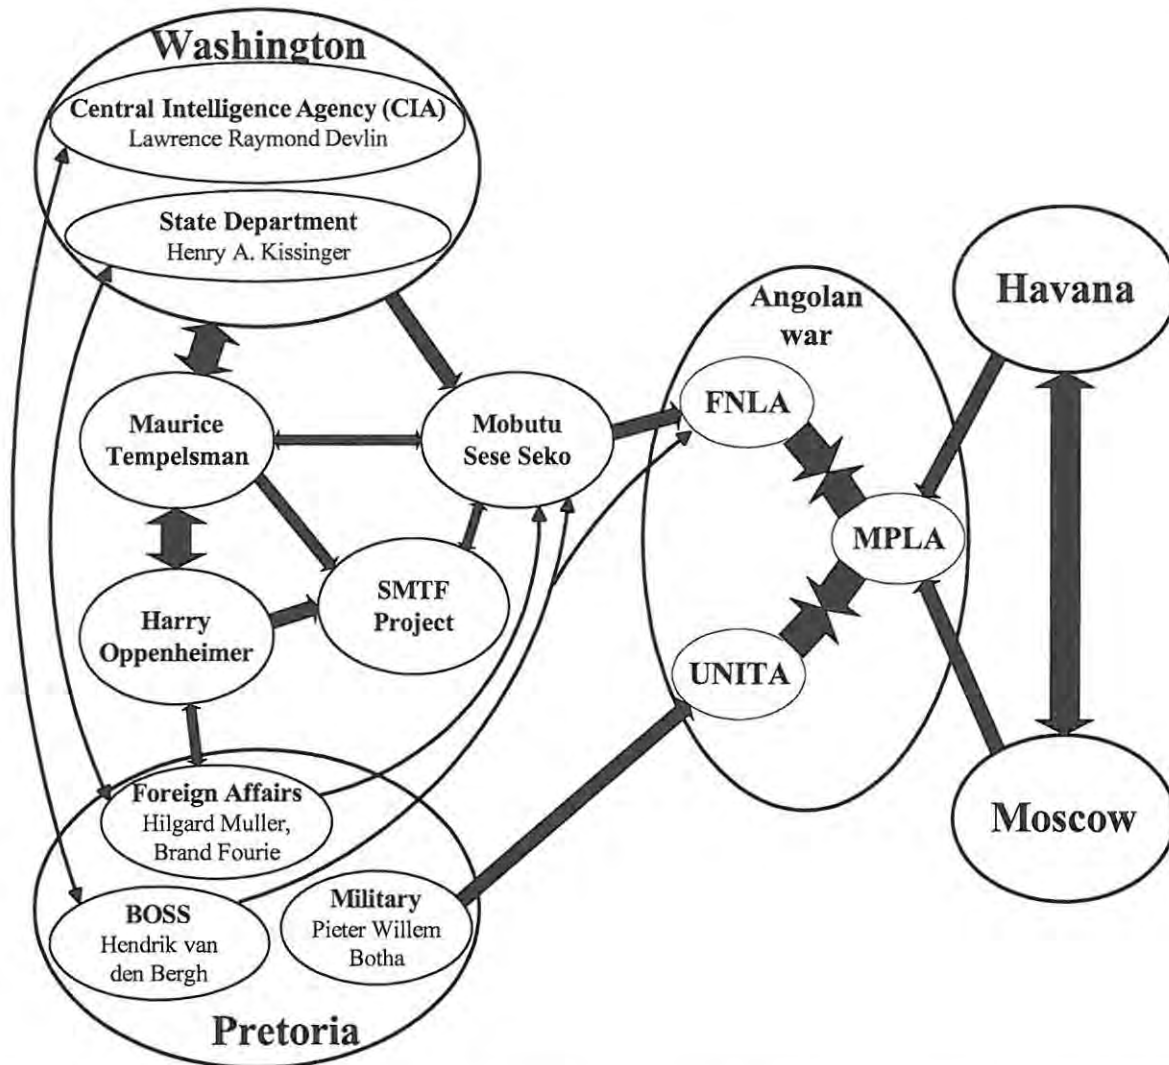 Washington
Central Intelligence Agency (CIA)
Lawrence Raymond Devlin
State Department
Henry A. Kissinger
Maurice
Tempelsman
Mobutu
Sese Seko
Harry
Oppenheimer
SMTF
Project
Foreign Affairs
Hilgard Muller,
Brand Fourie
BOSS
Hendrik van
den Bergh
Military
Pieter Willem
Botha
Pretoria
Angolan
war
FNLA
MPLA
UNITA
Havana
Moscow